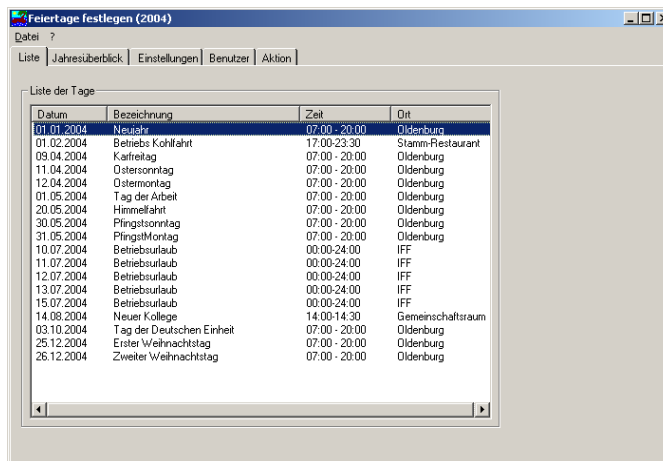 Feiertage festlegen (2004)
Datei ?
Liste Jahresüberblick Einstellungen Benutzer Aktion
Liste der Tage
Datum Bezeichnung Zeit Ort
01.01.2004 Neujahr 07:00 - 20:00 Oldenburg
01.02.2004 Betriebs Kohlfahrt 17:00-23:30 Stamm-Restaurant
09.04.2004 Karfreitag 07:00 - 20:00 Oldenburg
11.04.2004 Ostersonntag 07:00 - 20:00 Oldenburg
12.04.2004 Ostermontag 07:00 - 20:00 Oldenburg
01.05.2004 Tag der Arbeit 07:00 - 20:00 Oldenburg
20.05.2004 Himmelfahrt 07:00 - 20:00 Oldenburg
30.05.2004 Pfingstsonntag 07:00 - 20:00 Oldenburg
31.05.2004 PfingstMontag 07:00 - 20:00 Oldenburg
10.07.2004 Betriebsurlaub 00:00-24:00 IFF
11.07.2004 Betriebsurlaub 00:00-24:00 IFF
12.07.2004 Betriebsurlaub 00:00-24:00 IFF
13.07.2004 Betriebsurlaub 00:00-24:00 IFF
15.07.2004 Betriebsurlaub 00:00-24:00 IFF
14.08.2004 Neuer Kollege 14:00-14:30 Gemeinschaftsraum
03.10.2004 Tag der Deutschen Einheit 07:00 - 20:00 Oldenburg
25.12.2004 Erster Weihnachtstag 07:00 - 20:00 Oldenburg
26.12.2004 Zweiter Weihnachtstag 07:00 - 20:00 Oldenburg